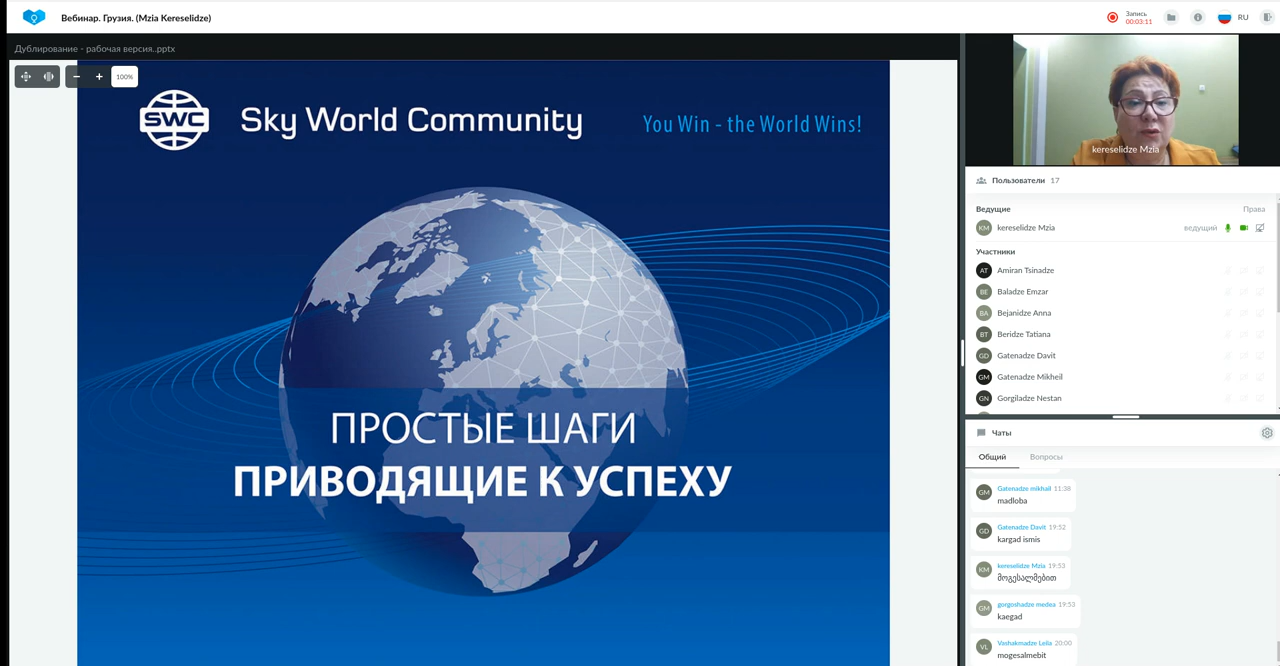 Вебинар. Грузия. (Mzia Kereselidze)
Запись
00:03:11
RU
Дублирование - рабочая версия..pptx
100%
SWC
Sky World Community
You Win - the World Wins!
ПРОСТЫЕ ШАГИ
ПРИВОДЯЩИЕ К УСПЕХУ
kereselidze Mzia
Пользователи 17
Ведущие Права
KM kereselidze Mzia ведущий
Участники
AT Amiran Tsinadze
BE Baladze Emzar
BA Bejanidze Anna
BT Beridze Tatiana
GD Gatenadze Davit
GM Gatenadze Mikheil
GN Gorgiladze Nestan
Чаты
Общий Вопросы
GM Gatenadze mikhail 11:38
madloba
GD Gatenadze Davit 19:52
kargad ismis
KM kereselidze Mzia 19:53
მოგესალმებით
GM gorgoshadze medea 19:53
kaegad
VL Vashakmadze Leila 20:00
mogesalmebit